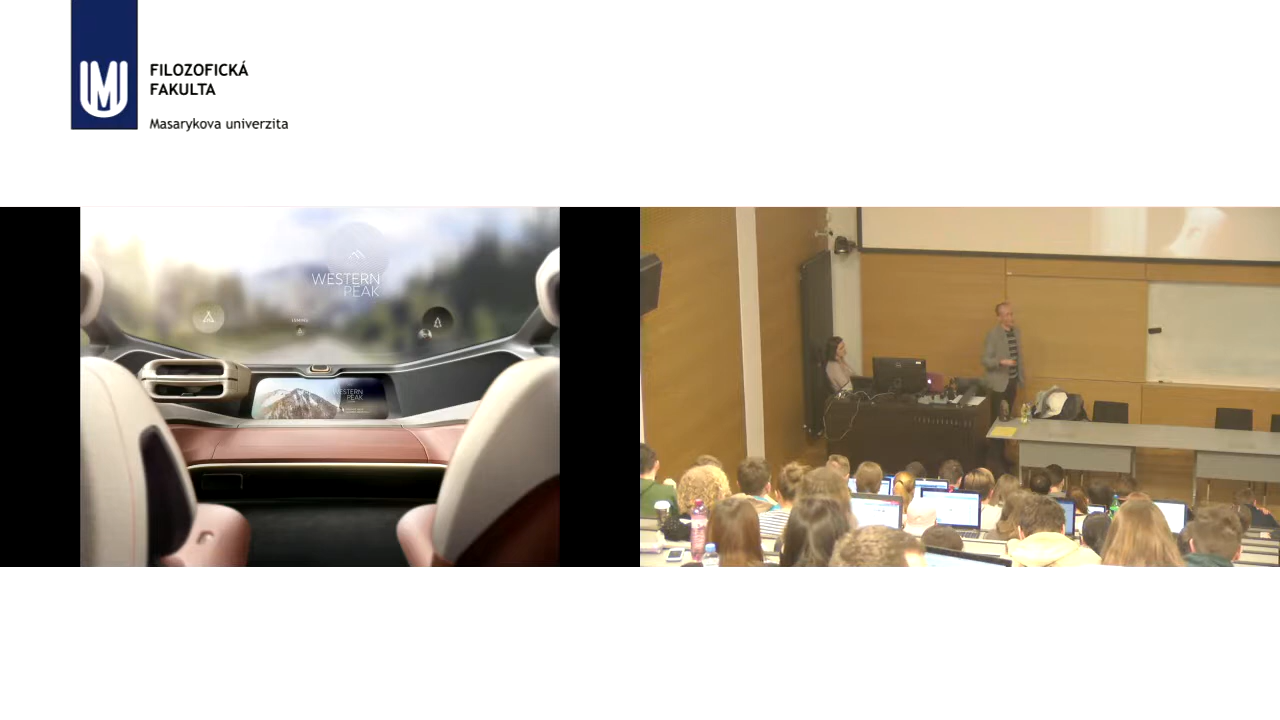 FILOZOFICKÁ
FAKULTA
Masarykova univerzita
WESTERN
PEAK
WESTERN
PEAK